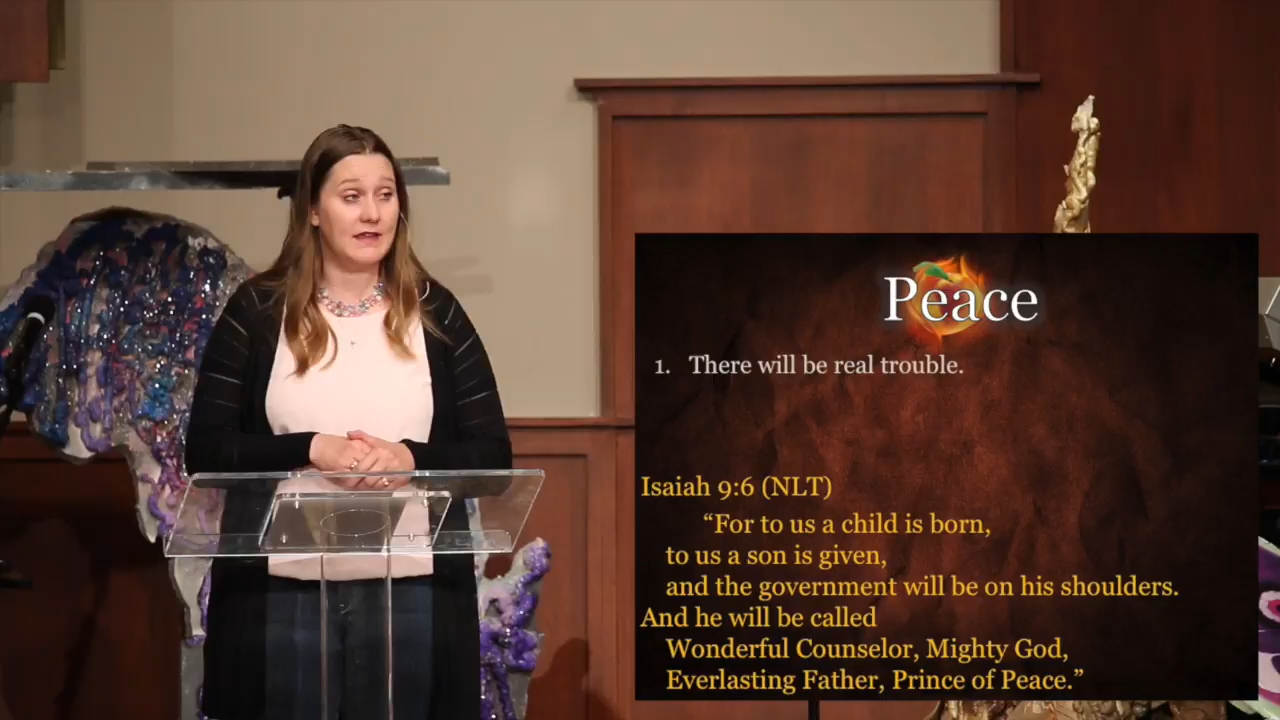 Peace
1. There will be real trouble.
Isaiah 9:6 (NLT)
“For to us a child is born,
to us a son is given,
and the government will be on his shoulders.
And he will be called
Wonderful Counselor, Mighty God,
Everlasting Father, Prince of Peace.”